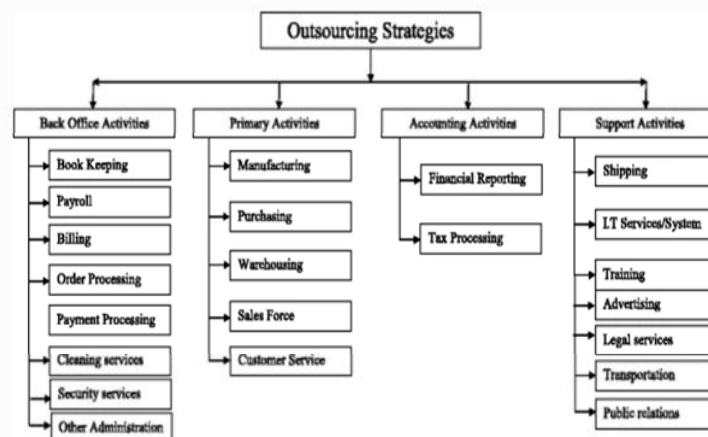 Outsourcing Strategies
Back Office Activities
Book Keeping
Payroll
Billing
Order Processing
Payment Processing
Cleaning services
Security services
Other Administration
Primary Activities
Manufacturing
Purchasing
Warehousing
Sales Force
Customer Service
Accounting Activities
Financial Reporting
Tax Processing
Support Activities
Shipping
I.T Services/System
Training
Advertising
Legal services
Transportation
Public relations